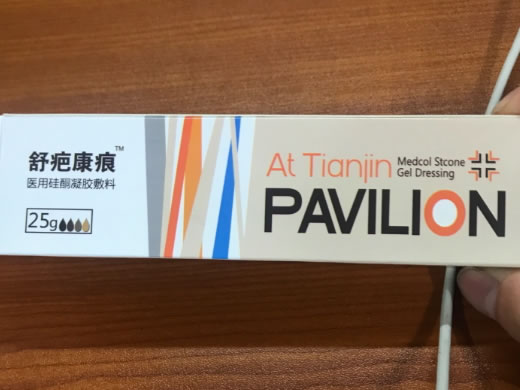 舒疤康痕™
医用硅酮凝胶敷料
25g
At Tianjin
Medcol Stcone
Gel Dressing
PAVILION